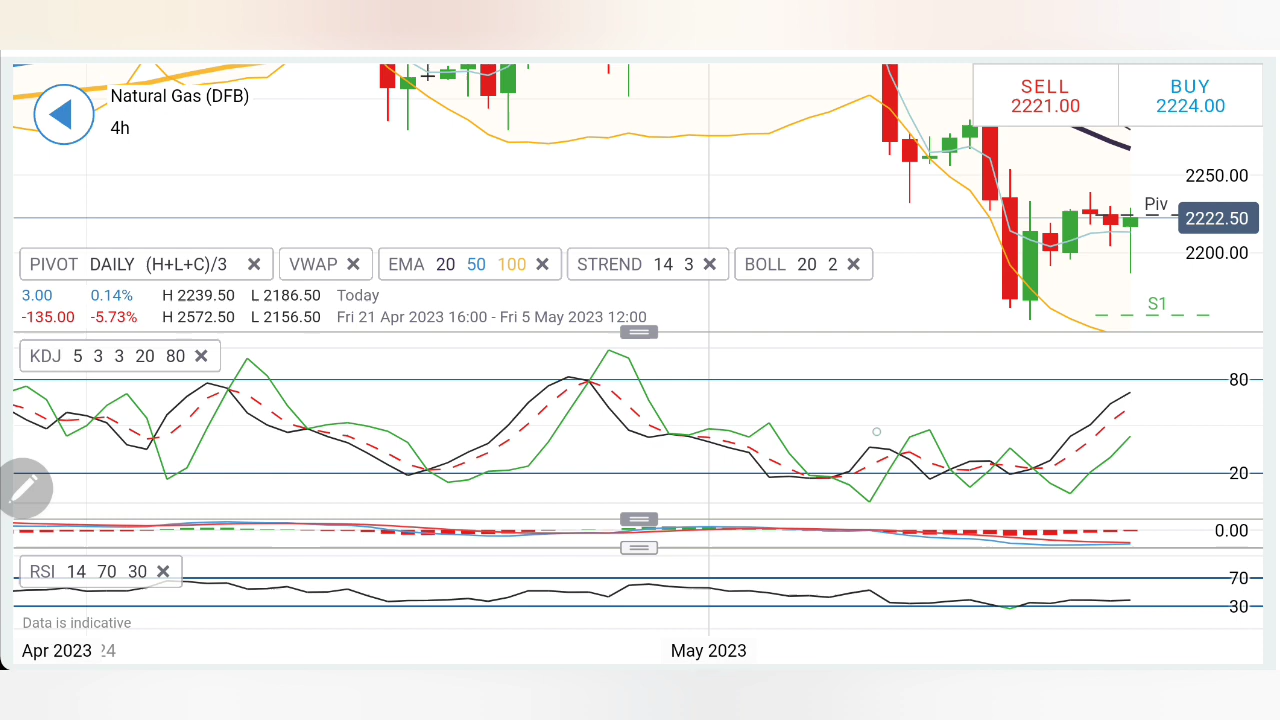 Natural Gas (DFB)
4h
SELL BUY
2221.00 2224.00
2250.00
Piv
2222.50
2200.00
PIVOT DAILY (H+L+C)/3 VWAP EMA 20 50 100 STREND 14 3 BOLL 20 2
3.00 0.14% H 2239.50 L 2186.50 Today
-135.00 -5.73% H 2572.50 L 2156.50 Fri 21 Apr 2023 16:00 - Fri 5 May 2023 12:00
S1
KDJ 5 3 3 20 80
80
20
0.00
RSI 14 70 30
70
30
Data is indicative
Apr 2023 24 May 2023